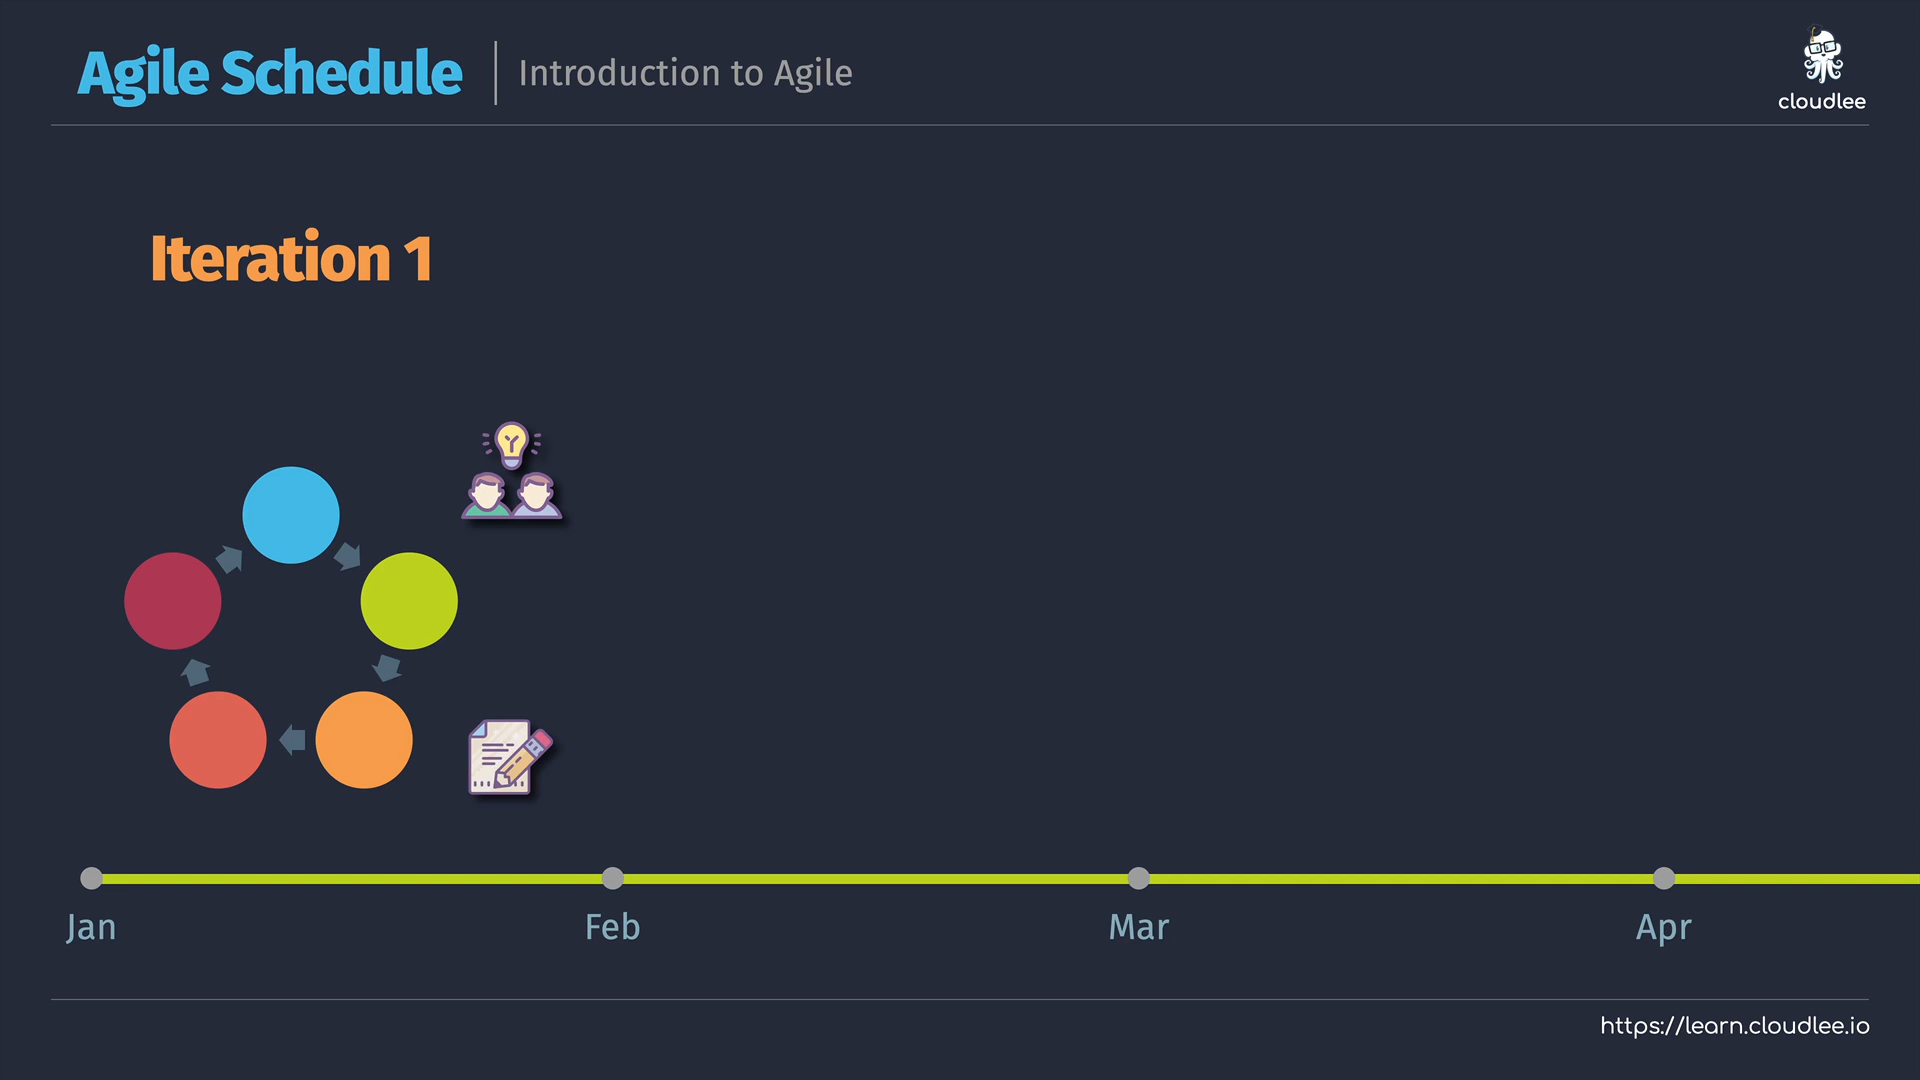 Agile Schedule
Introduction to Agile
cloudlee
Iteration 1
Jan
Feb
Mar
Apr
https://learn.cloudlee.io